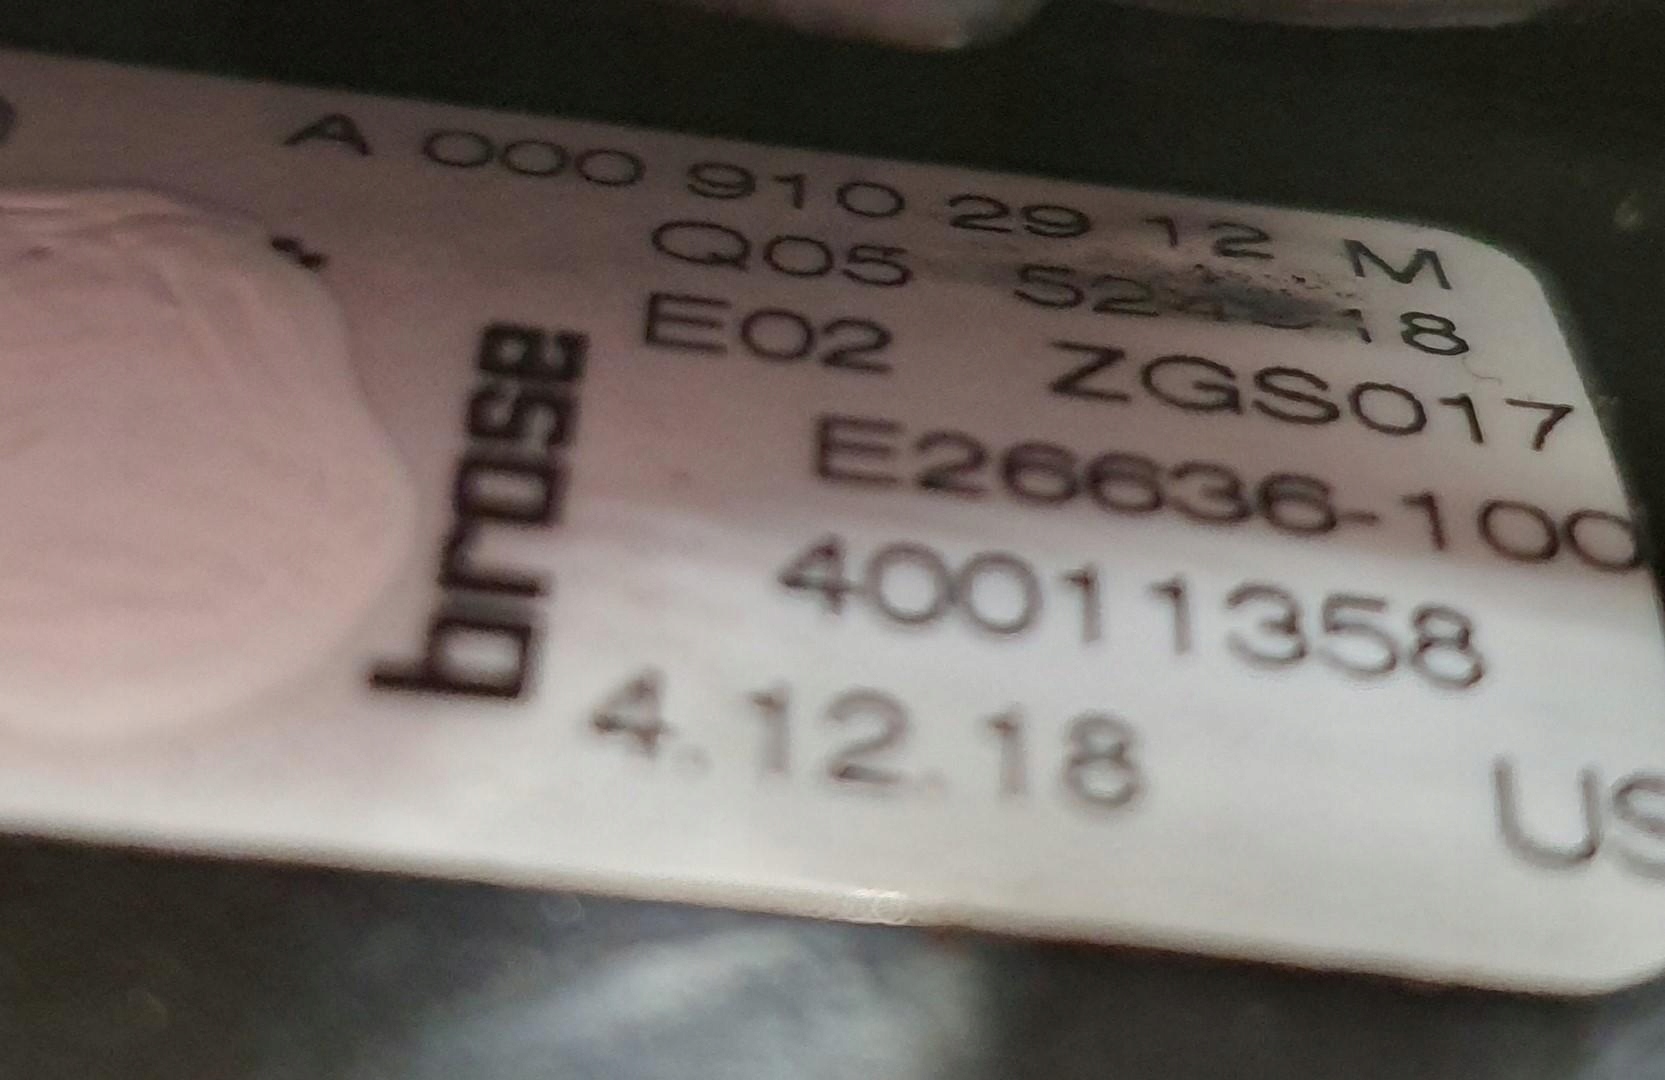 A 000 910 29 12 M
Q05
E02 ZGS017
brose
E26636-100
40011358
4.12.18
US